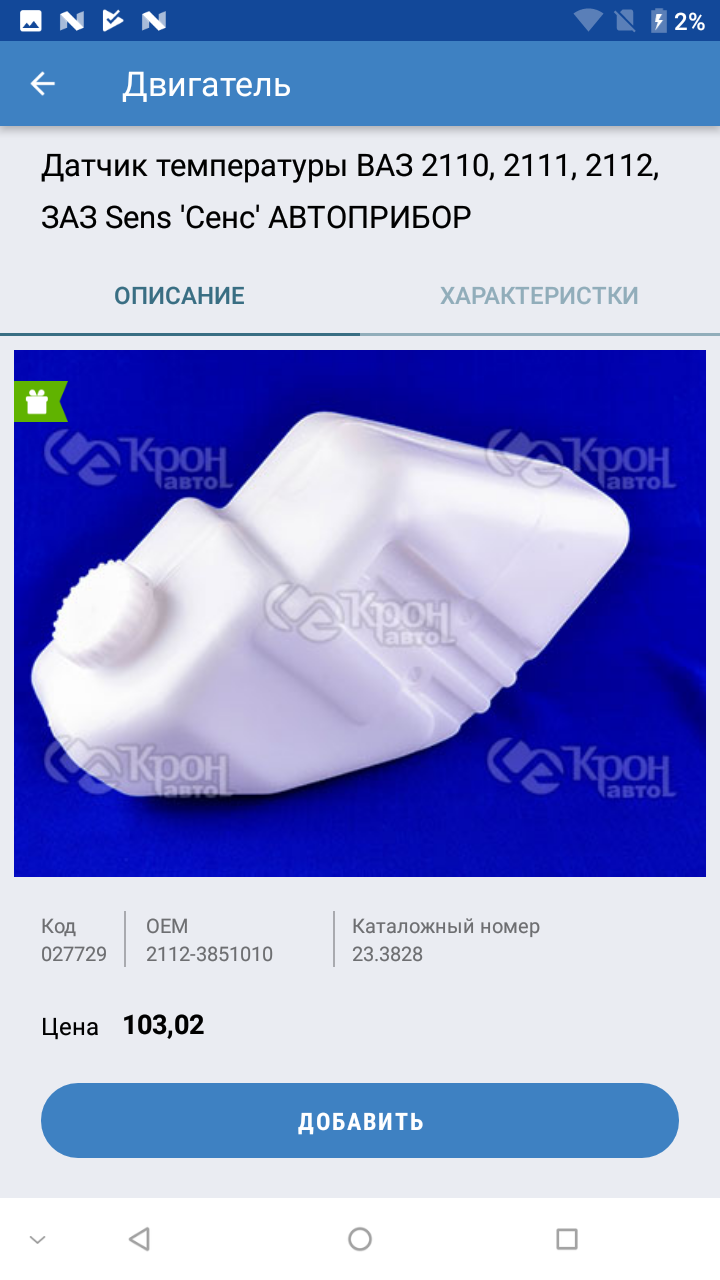 2%
Двигатель
Датчик температуры ВАЗ 2110, 2111, 2112,
ЗАЗ Sens 'Сенс' АВТОПРИБОР
ОПИСАНИЕ
ХАРАКТЕРИСТКИ
Крон
авто
Крон
авто
Крон
авто
Крон
авто
Крон
авто
Код
027729
OEM
2112-3851010
Каталожный номер
23.3828
Цена 103,02
ДОБАВИТЬ